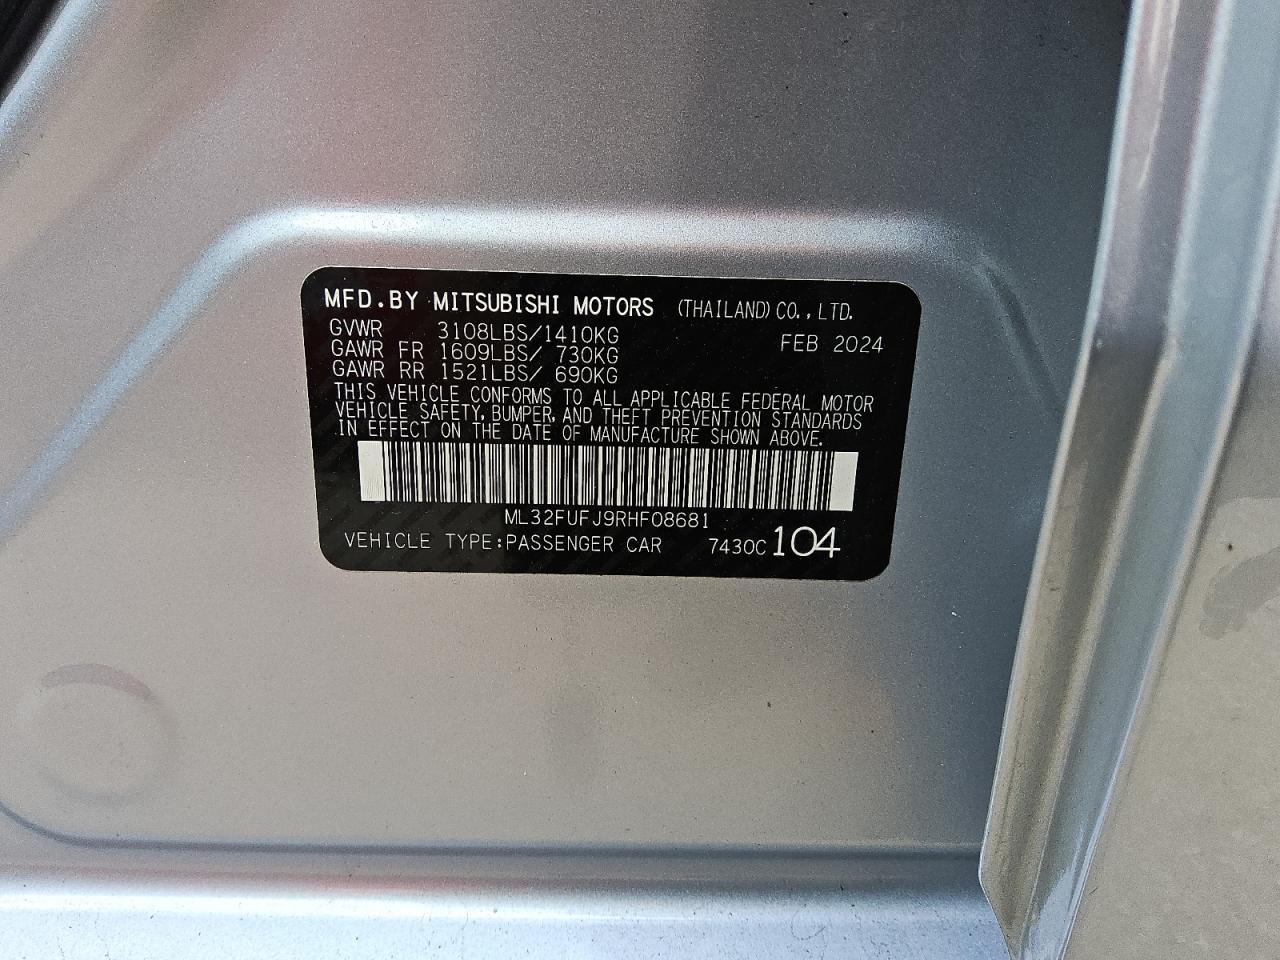 MFD.BY MITSUBISHI MOTORS (THAILAND) CO.,LTD.
GVWR 3108LBS/1410KG FEB 2024
GAWR FR 1609LBS/ 730KG
GAWR RR 1521LBS/ 690KG
THIS VEHICLE CONFORMS TO ALL APPLICABLE FEDERAL MOTOR
VEHICLE SAFETY, BUMPER, AND THEFT PREVENTION STANDARDS
IN EFFECT ON THE DATE OF MANUFACTURE SHOWN ABOVE.
ML32FUFJ9RHF08681
VEHICLE TYPE:PASSENGER CAR 7430C 104